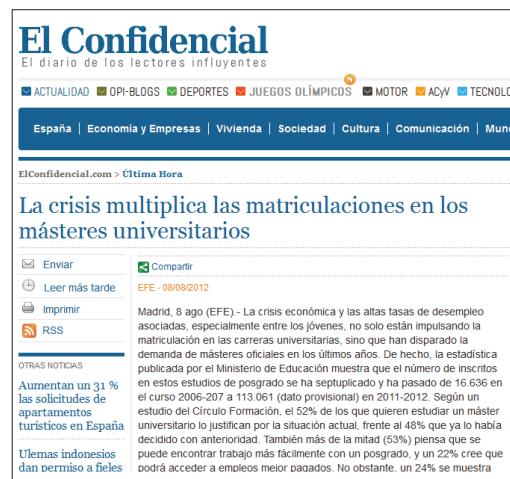 El Confidencial
El diario de los lectores influyentes
ACTUALIDAD OPI-BLOGS DEPORTES JUEGOS OLÍMPICOS MOTOR ACyV TECNOLO
España | Economía y Empresas | Vivienda | Sociedad | Cultura | Comunicación | Mun
ElConfidencial.com > Última Hora
La crisis multiplica las matriculaciones en los
másteres universitarios
Enviar
Leer más tarde
Imprimir
RSS
OTRAS NOTICIAS
Aumentan un 31 %
las solicitudes de
apartamentos
turísticos en España
Ulemas indonesios
dan permiso a fieles
Compartir
EFE - 08/08/2012
Madrid, 8 ago (EFE).- La crisis económica y las altas tasas de desempleo
asociadas, especialmente entre los jóvenes, no solo están impulsando la
matriculación en las carreras universitarias, sino que han disparado la
demanda de másteres oficiales en los últimos años. De hecho, la estadística
publicada por el Ministerio de Educación muestra que el número de inscritos
en estos estudios de posgrado se ha septuplicado y ha pasado de 16.636 en
el curso 2006-207 a 113.061 (dato provisional) en 2011-2012. Según un
estudio del Círculo Formación, el 52% de los que quieren estudiar un máster
universitario lo justifican por la situación actual, frente al 48% que ya lo había
decidido con anterioridad. También más de la mitad (53%) piensa que se
puede encontrar trabajo más fácilmente con un posgrado, y un 22% cree que
podrá acceder a empleos mejor pagados. No obstante, un 24% se muestra